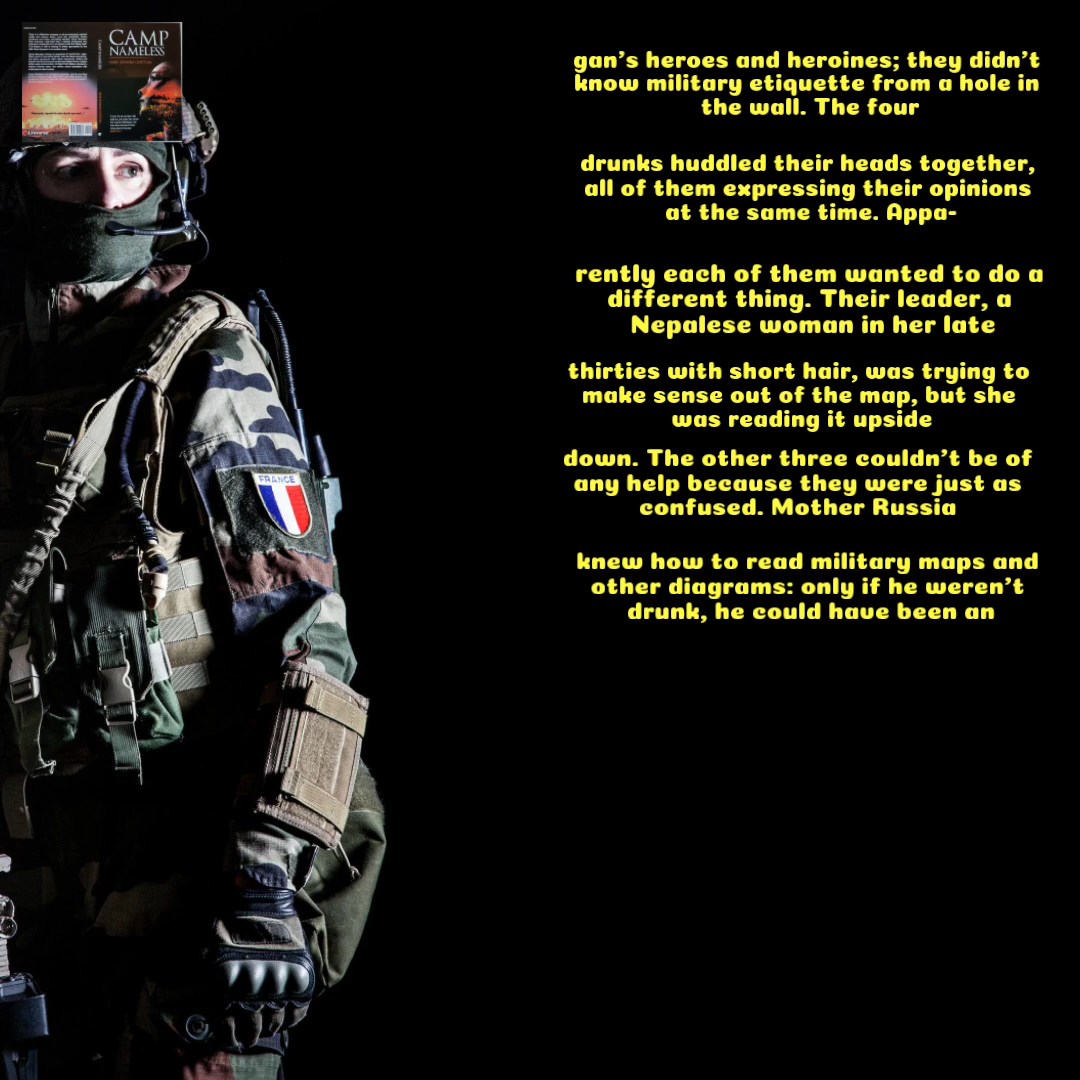 CAMP
NAMELESS
iUniverse
FRANCE
gan's heroes and heroines; they didn't
know military etiquette from a hole in
the wall. The four
drunks huddled their heads together,
all of them expressing their opinions
at the same time. Appa-
rently each of them wanted to do a
different thing. Their leader, a
Nepalese woman in her late
thirties with short hair, was trying to
make sense out of the map, but she
was reading it upside
down. The other three couldn't be of
any help because they were just as
confused. Mother Russia
knew how to read military maps and
other diagrams: only if he weren't
drunk, he could have been an